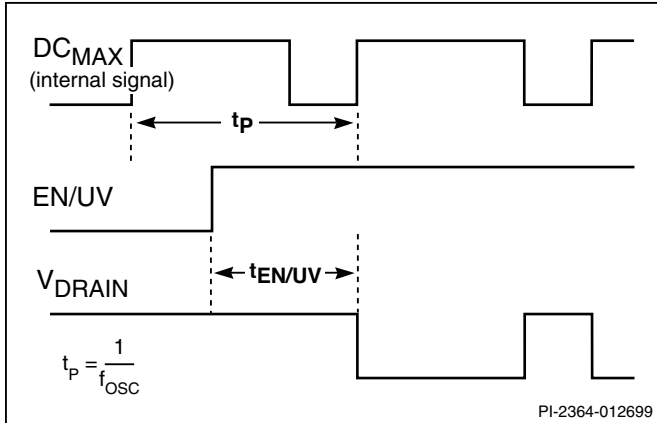 DCMAX
(internal signal)
tP
EN/UV
tEN/UV
VDRAIN
tP = 1/fOSC
PI-2364-012699